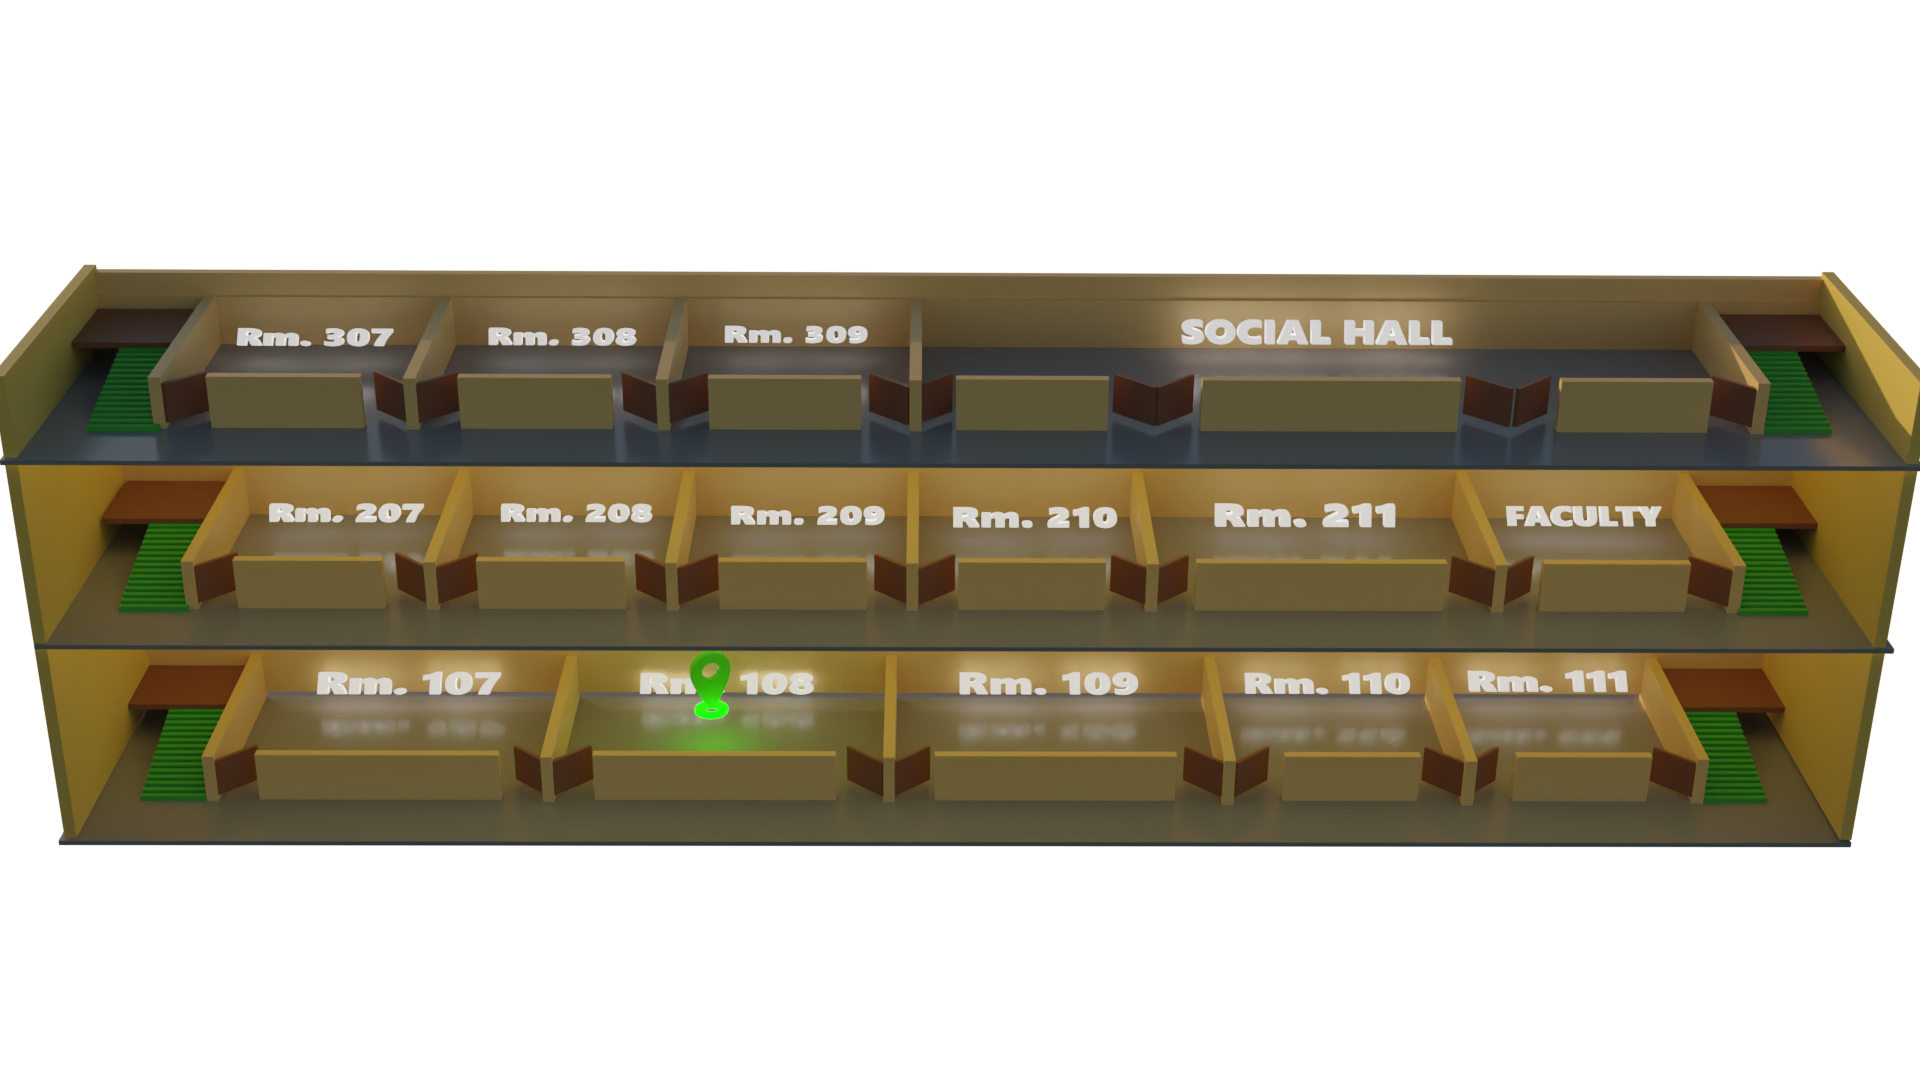 Rm. 307 Rm. 308 Rm. 309 SOCIAL HALL
Rm. 207 Rm. 208 Rm. 209 Rm. 210 Rm. 211 FACULTY
Rm. 107 Rm. 108 Rm. 109 Rm. 110 Rm. 111